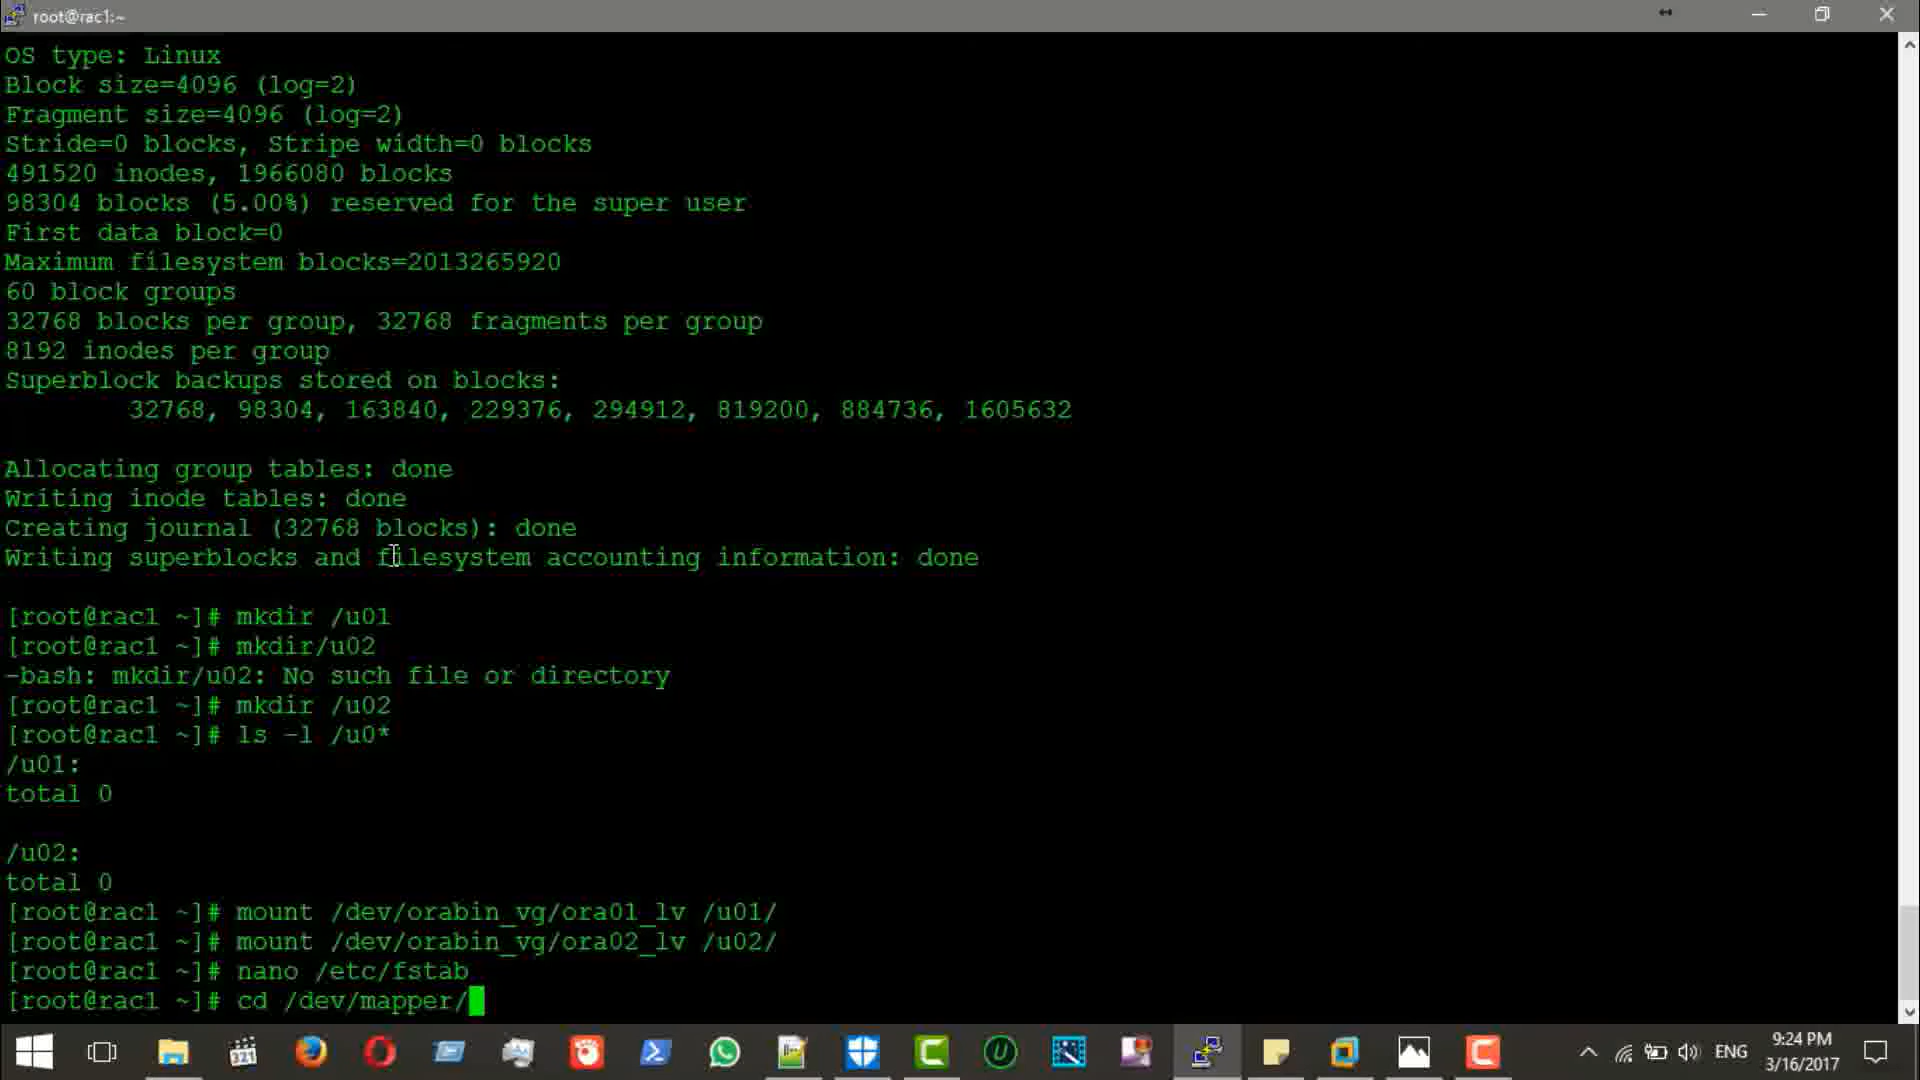 root@rac1:~
OS type: Linux
Block size=4096 (log=2)
Fragment size=4096 (log=2)
Stride=0 blocks, Stripe width=0 blocks
491520 inodes, 1966080 blocks
98304 blocks (5.00%) reserved for the super user
First data block=0
Maximum filesystem blocks=2013265920
60 block groups
32768 blocks per group, 32768 fragments per group
8192 inodes per group
Superblock backups stored on blocks:
        32768, 98304, 163840, 229376, 294912, 819200, 884736, 1605632
Allocating group tables: done
Writing inode tables: done
Creating journal (32768 blocks): done
Writing superblocks and filesystem accounting information: done
[root@rac1 ~]# mkdir /u01
[root@rac1 ~]# mkdir/u02
-bash: mkdir/u02: No such file or directory
[root@rac1 ~]# mkdir /u02
[root@rac1 ~]# ls -l /u0*
/u01:
total 0
/u02:
total 0
[root@rac1 ~]# mount /dev/orabin_vg/ora01_lv /u01/
[root@rac1 ~]# mount /dev/orabin_vg/ora02_lv /u02/
[root@rac1 ~]# nano /etc/fstab
[root@rac1 ~]# cd /dev/mapper/
321
ENG
9:24 PM
3/16/2017